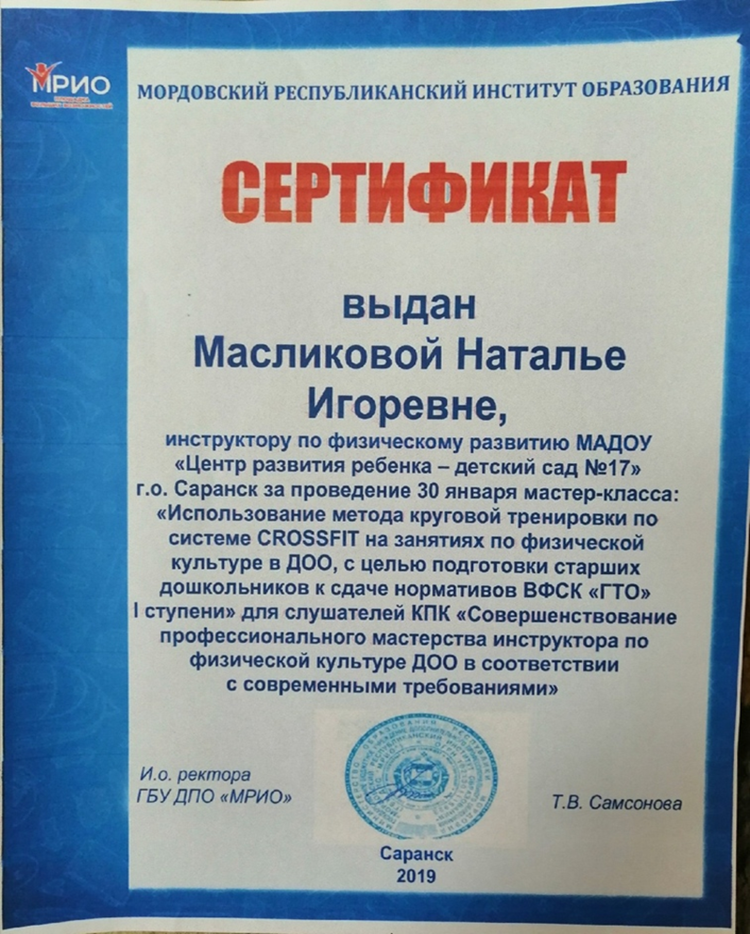 МРИО
МОРДОВСКИЙ РЕСПУБЛИКАНСКИЙ ИНСТИТУТ ОБРАЗОВАНИЯ
СЕРТИФИКАТ
выдан
Масликовой Наталье
Игоревне,
инструктору по физическому развитию МАДОУ
«Центр развития ребенка – детский сад №17»
г.о. Саранск за проведение 30 января мастер-класса:
«Использование метода круговой тренировки по
системе CROSSFIT на занятиях по физической
культуре в ДОО, с целью подготовки старших
дошкольников к сдаче нормативов ВФСК «ГТО»
I ступени» для слушателей КПК «Совершенствование
профессионального мастерства инструктора по
физической культуре ДОО в соответствии
с современными требованиями»
И.о. ректора
ГБУ ДПО «МРИО»
Т.В. Самсонова
Саранск
2019